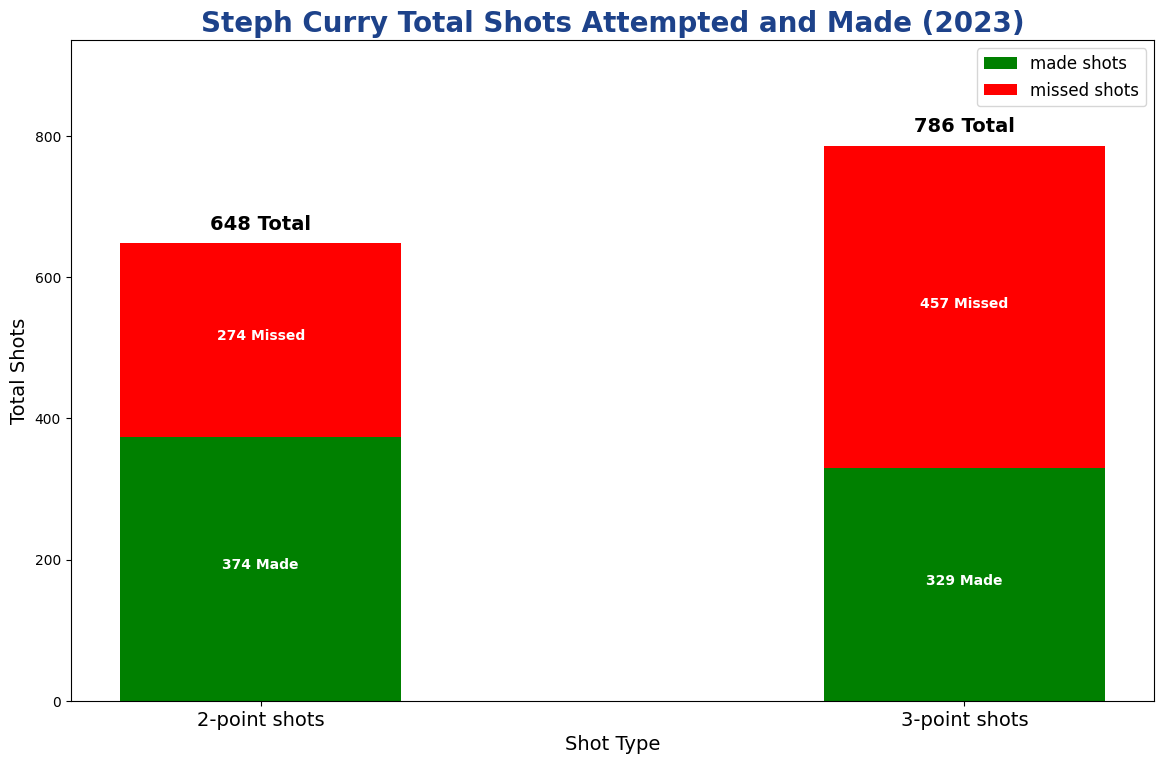 Steph Curry Total Shots Attempted and Made (2023)
made shots
missed shots
786 Total
648 Total
457 Missed
274 Missed
374 Made
329 Made
800
600
400
200
0
Total Shots
2-point shots
3-point shots
Shot Type